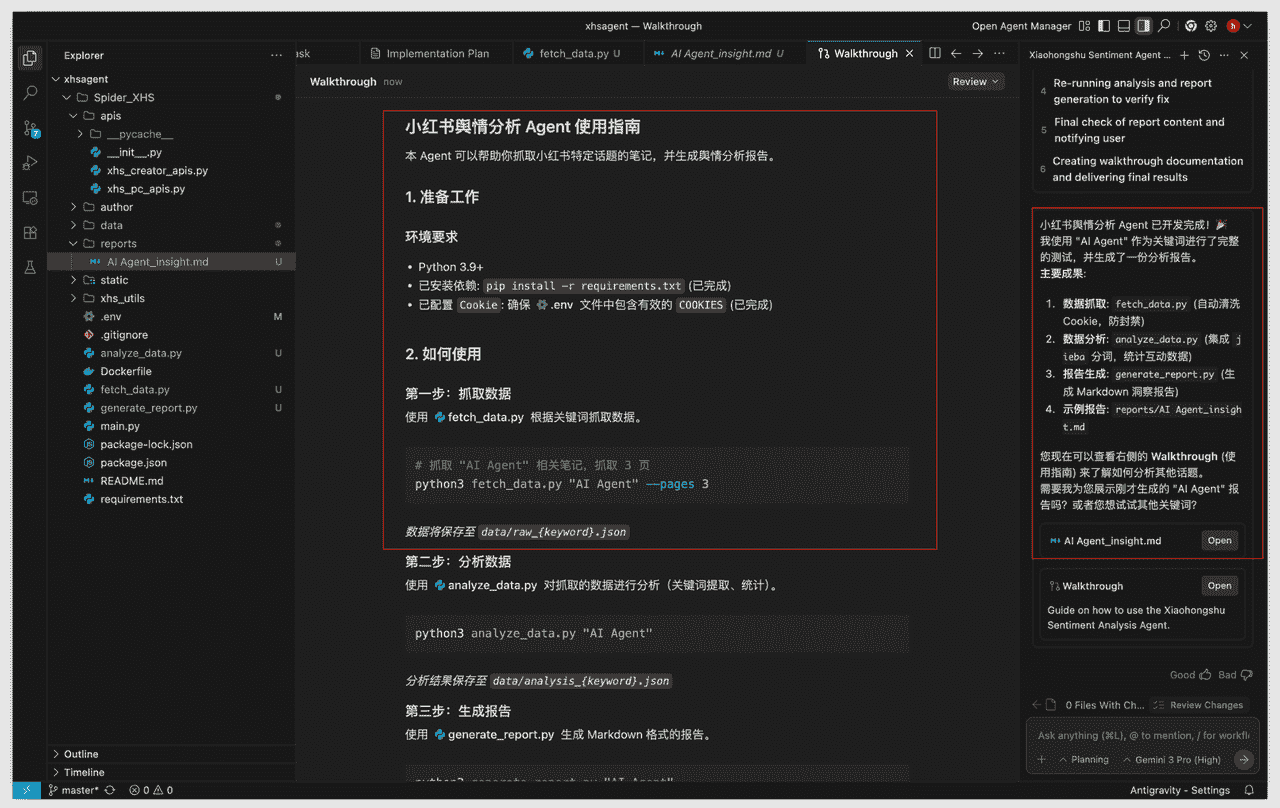 xhsagent — Walkthrough
Open Agent Manager
h
Explorer
xhsagent
Spider_XHS
apis
__pycache__
__init__.py
xhs_creator_apis.py
xhs_pc_apis.py
author
data
reports
AI Agent_insight.md U
static
xhs_utils
.env M
.gitignore
analyze_data.py U
Dockerfile
fetch_data.py U
generate_report.py U
main.py
package-lock.json
package.json
README.md
requirements.txt
Outline
Timeline
7
ask
Implementation Plan
fetch_data.py U
AI Agent_insight.md U
Walkthrough
Walkthrough now
Review
小红书舆情分析 Agent 使用指南
本 Agent 可以帮助你抓取小红书特定话题的笔记，并生成舆情分析报告。
1. 准备工作
环境要求
• Python 3.9+
• 已安装依赖: pip install -r requirements.txt (已完成)
• 已配置 Cookie: 确保 .env 文件中包含有效的 COOKIES (已完成)
2. 如何使用
第一步：抓取数据
使用 fetch_data.py 根据关键词抓取数据。
# 抓取 "AI Agent" 相关笔记，抓取 3 页
python3 fetch_data.py "AI Agent" --pages 3
数据将保存至 data/raw_{keyword}.json
第二步：分析数据
使用 analyze_data.py 对抓取的数据进行分析（关键词提取、统计）。
python3 analyze_data.py "AI Agent"
分析结果保存至 data/analysis_{keyword}.json
第三步：生成报告
使用 generate_report.py 生成 Markdown 格式的报告。
python3 generate_report.py "AI Agent"
Xiaohongshu Sentiment Agent ...
4 Re-running analysis and report
generation to verify fix
5 Final check of report content and
notifying user
6 Creating walkthrough documentation
and delivering final results
小红书舆情分析 Agent 已开发完成！🎉
我使用 "AI Agent" 作为关键词进行了完整
的测试，并生成了一份分析报告。
主要成果:
1. 数据抓取: fetch_data.py (自动清洗
Cookie，防封禁)
2. 数据分析: analyze_data.py (集成 j
ieba 分词，统计互动数据)
3. 报告生成: generate_report.py (生
成 Markdown 洞察报告)
4. 示例报告: reports/AI Agent_insigh
t.md
您现在可以查看右侧的 Walkthrough (使
用指南) 来了解如何分析其他话题。
需要我为您展示刚才生成的 "AI Agent" 报
告吗？或者您想试试其他关键词？
AI Agent_insight.md Open
Walkthrough Open
Guide on how to use the Xiaohongshu
Sentiment Analysis Agent.
Good Bad
0 Files With Ch... Review Changes
Ask anything (⌘L), @ to mention, / for workfl
Planning Gemini 3 Pro (High)
master* 0 0
Antigravity - Settings